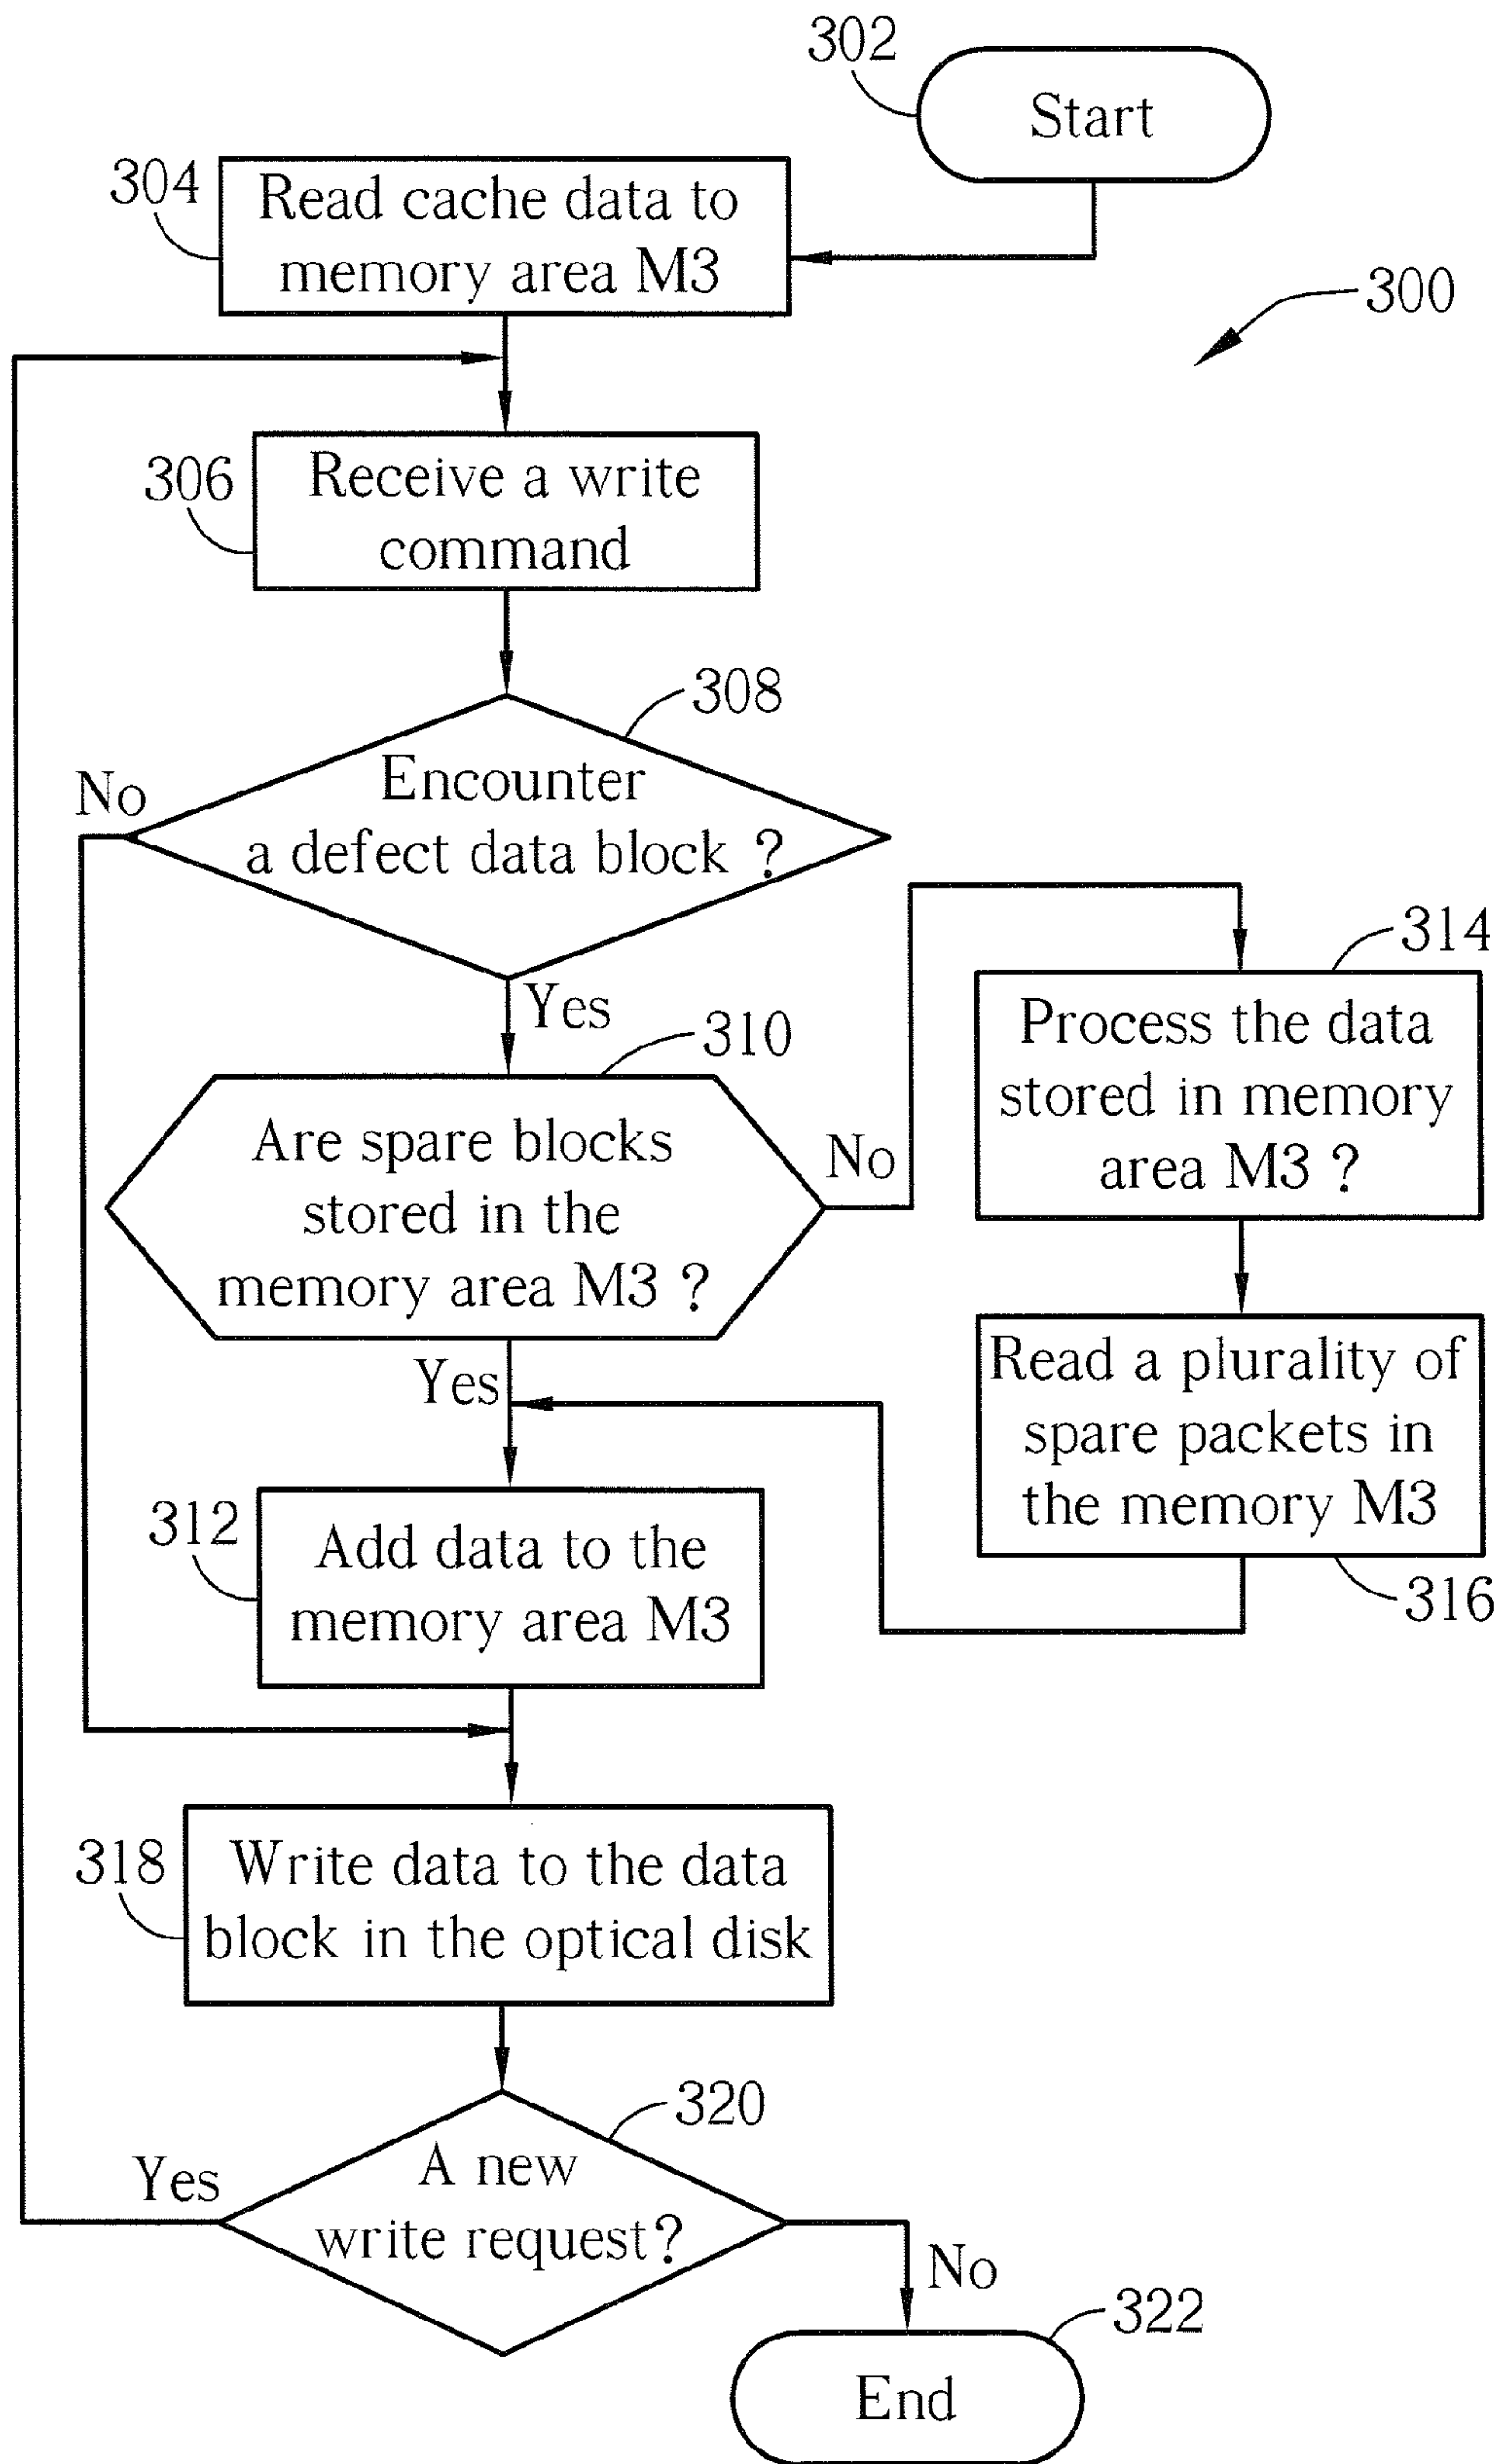 302
Start
304
Read cache data to
memory area M3
300
306
Receive a write
command
308
No
Encounter
a defect data block ?
Yes
314
Process the data
stored in memory
area M3 ?
310
Are spare blocks
stored in the
memory area M3 ?
No
Yes
Read a plurality of
spare packets in
the memory M3
316
312
Add data to the
memory area M3
318
Write data to the data
block in the optical disk
320
Yes
A new
write request?
No
322
End